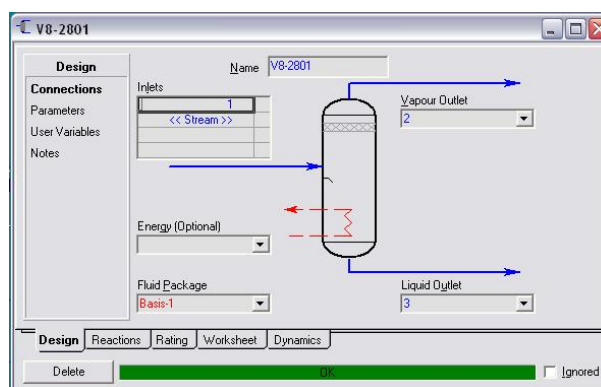 V8-2801
Design
Connections
Parameters
User Variables
Notes
Name V8-2801
Inlets
1
<< Stream >>
Vapour Outlet
2
Energy (Optional)
Fluid Package
Basis-1
Liquid Outlet
3
Design Reactions Rating Worksheet Dynamics
Delete OK Ignored